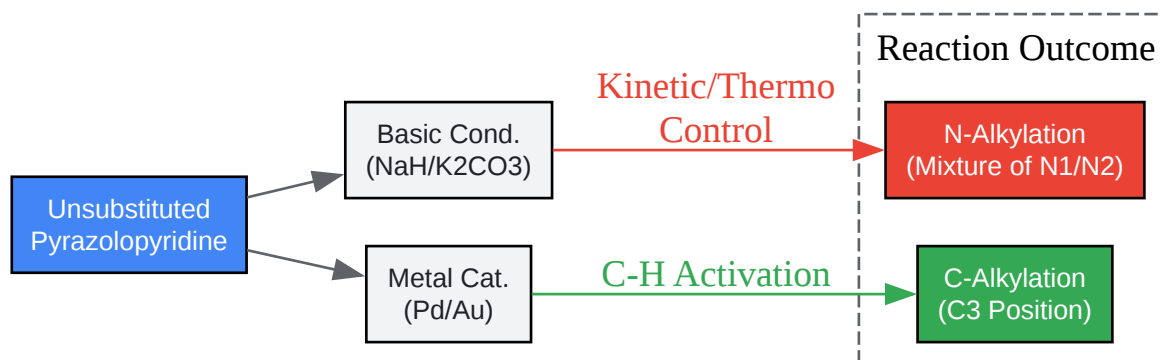 Reaction Outcome
Kinetic/Thermo
Control
Basic Cond.
(NaH/K2CO3)
N-Alkylation
(Mixture of N1/N2)
Unsubstituted
Pyrazolopyridine
Metal Cat.
(Pd/Au)
C-H Activation
C-Alkylation
(C3 Position)